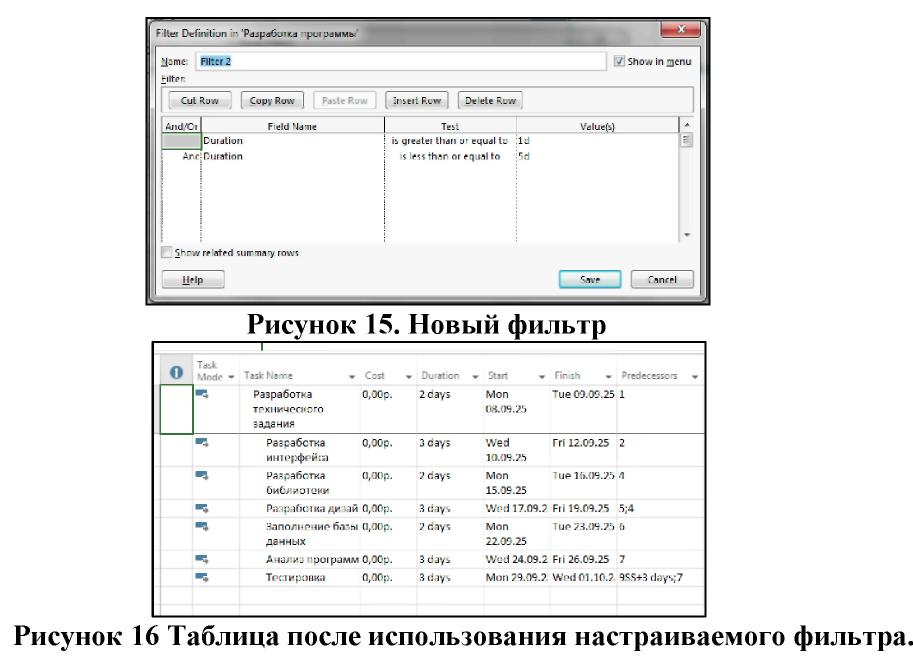 Filter Definition in 'Разработка программы'
Name: Filter 2 Show in menu
Filter:
Cut Row Copy Row Paste Row Insert Row Delete Row
And/Or Field Name Test Value(s)
Duration is greater than or equal to 1d
And Duration is less than or equal to 5d
Show related summary rows
Help Save Cancel
Рисунок 15. Новый фильтр
Task Mode Task Name Cost Duration Start Finish Predecessors
Разработка технического задания 0,00р. 2 days Mon 08.09.25 Tue 09.09.25 1
Разработка интерфейса 0,00р. 3 days Wed 10.09.25 Fri 12.09.25 2
Разработка библиотеки 0,00р. 2 days Mon 15.09.25 Tue 16.09.25 4
Разработка дизай 0,00р. 3 days Wed 17.09.2 Fri 19.09.25 5;4
Заполнение базы данных 0,00р. 2 days Mon 22.09.25 Tue 23.09.25 6
Анализ программ 0,00р. 3 days Wed 24.09.2 Fri 26.09.25 7
Тестировка 0,00р. 3 days Mon 29.09.2 Wed 01.10.2 9SS+3 days;7
Рисунок 16 Таблица после использования настраиваемого фильтра.